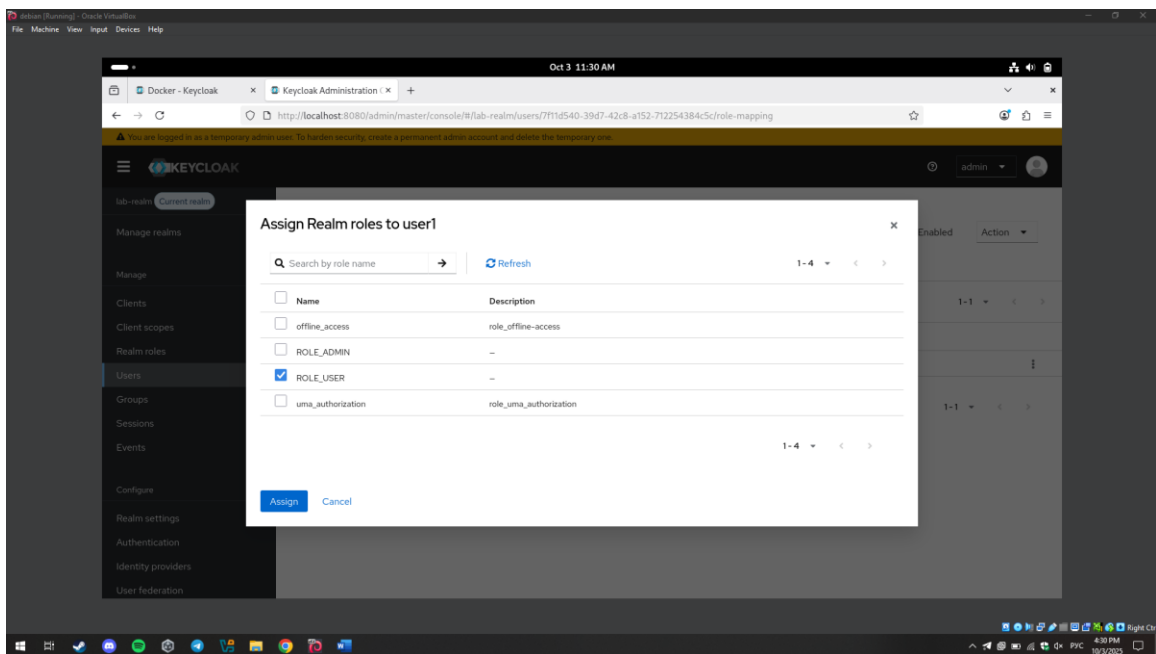 debian [Running] - Oracle VirtualBox
File Machine View Input Devices Help
Oct 3 11:30 AM
Docker - Keycloak × Keycloak Administration C × +
http://localhost:8080/admin/master/console/#/lab-realm/users/7f11d540-39d7-42c8-a152-712254384c5c/role-mapping
You are logged in as a temporary admin user. To harden security, create a permanent admin account and delete the temporary one.
KEYCLOAK admin
lab-realm Current realm
Manage realms
Manage
Clients
Client scopes
Realm roles
Users
Groups
Sessions
Events
Configure
Realm settings
Authentication
Identity providers
User federation
Enabled Action
1-1
1-1
Assign Realm roles to user1
Search by role name Refresh 1-4
Name Description
offline_access role_offline-access
ROLE_ADMIN –
ROLE_USER –
uma_authorization role_uma_authorization
1-4
Assign Cancel
Right Ctrl
РУС 4:30 PM
10/3/2025